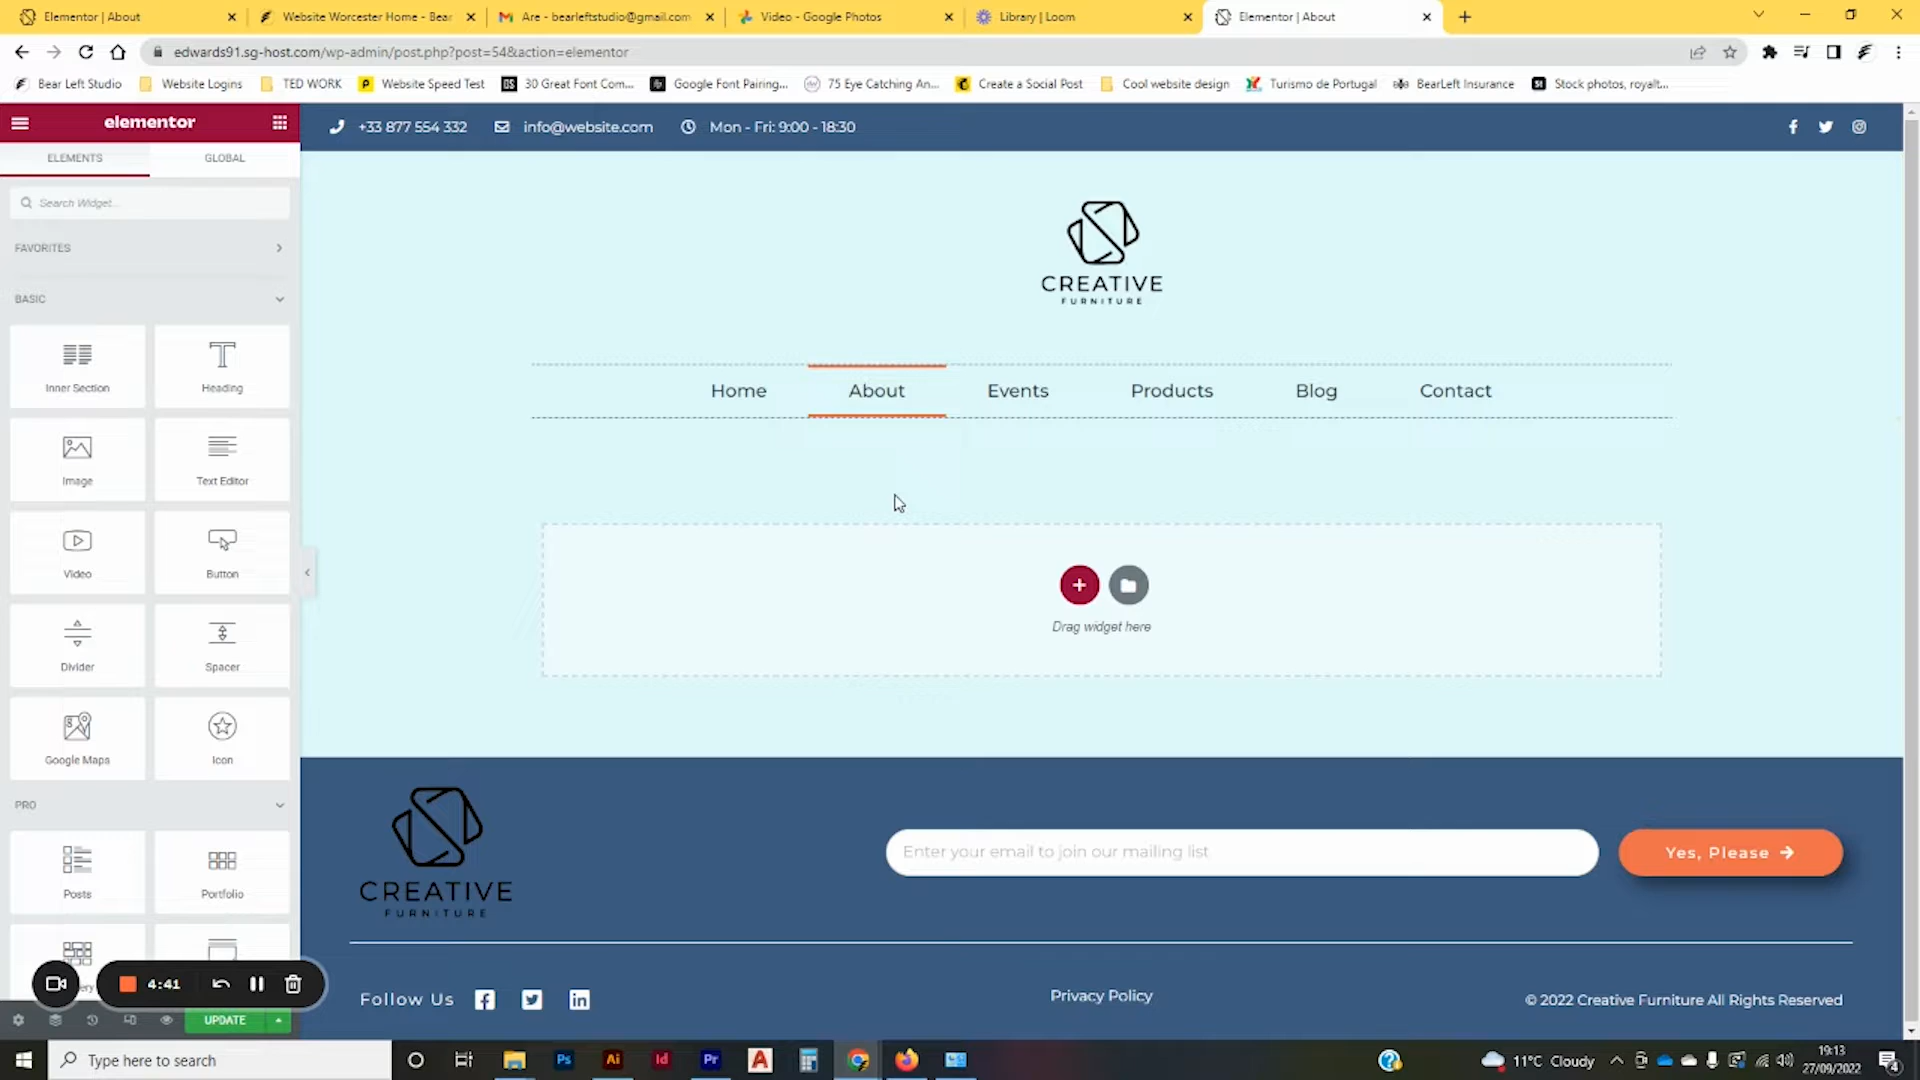 Elementor | About
Website Worcester Home - Bear
Are - bearleftstudio@gmail.com
Video - Google Photos
Library | Loom
Elementor | About
edwards91.sg-host.com/wp-admin/post.php?post=54&action=elementor
Bear Left Studio
Website Logins
TED WORK
Website Speed Test
30 Great Font Com...
Google Font Pairing...
75 Eye Catching An...
Create a Social Post
Cool website design
Turismo de Portugal
BearLeft Insurance
Stock photos, royalt...
elementor
+33 877 554 332
info@website.com
Mon - Fri: 9:00 - 18:30
ELEMENTS
GLOBAL
Search Widget...
FAVORITES
BASIC
Inner Section
Heading
Image
Text Editor
Video
Button
Divider
Spacer
Google Maps
Icon
PRO
Posts
Portfolio
4:41
UPDATE
CREATIVE
FURNITURE
Home
About
Events
Products
Blog
Contact
Drag widget here
CREATIVE
FURNITURE
Enter your email to join our mailing list
Yes, Please
Follow Us
Privacy Policy
© 2022 Creative Furniture All Rights Reserved
Type here to search
Ps
Ai
Id
Pr
A
11°C Cloudy
19:13
27/09/2022
4